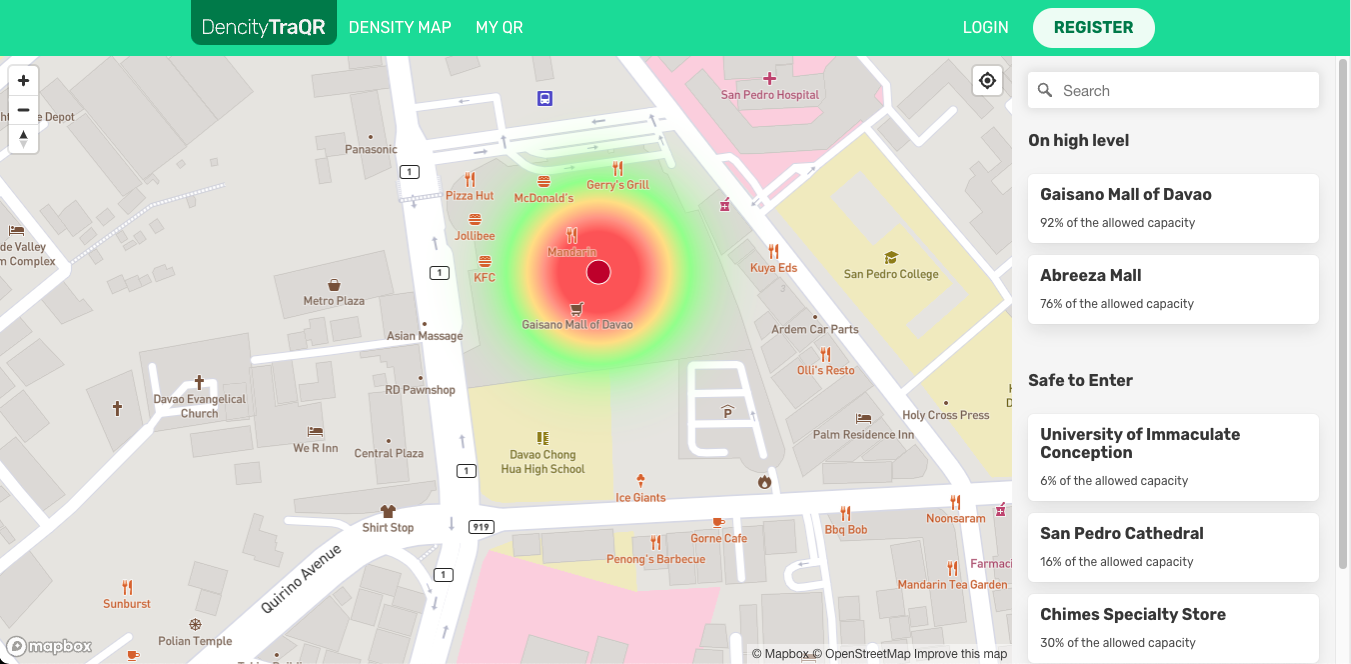 DencityTraQR
DENSITY MAP
MY QR
LOGIN
REGISTER
San Pedro Hospital
Depot
Panasonic
1
Pizza Hut
McDonald's
Gerry's Grill
Jollibee
Mandarin
KFC
1
Kuya Eds
San Pedro College
de Valley
Complex
Metro Plaza
Gaisano Mall of Davao
Asian Massage
Ardem Car Parts
Olli's Resto
RD Pawnshop
Davao Evangelical
Church
P
Holy Cross Press
Palm Residence Inn
We R Inn
Central Plaza
Davao Chong
Hua High School
1
Ice Giants
Shirt Stop
919
Noonsaram
Bbq Bob
Gorne Cafe
Penong's Barbecue
Quirino Avenue
1
Farmaci
Mandarin Tea Garden
Sunburst
Polian Temple
mapbox
© Mapbox © OpenStreetMap Improve this map
Search
On high level
Gaisano Mall of Davao
92% of the allowed capacity
Abreeza Mall
76% of the allowed capacity
Safe to Enter
University of Immaculate
Conception
6% of the allowed capacity
San Pedro Cathedral
16% of the allowed capacity
Chimes Specialty Store
30% of the allowed capacity